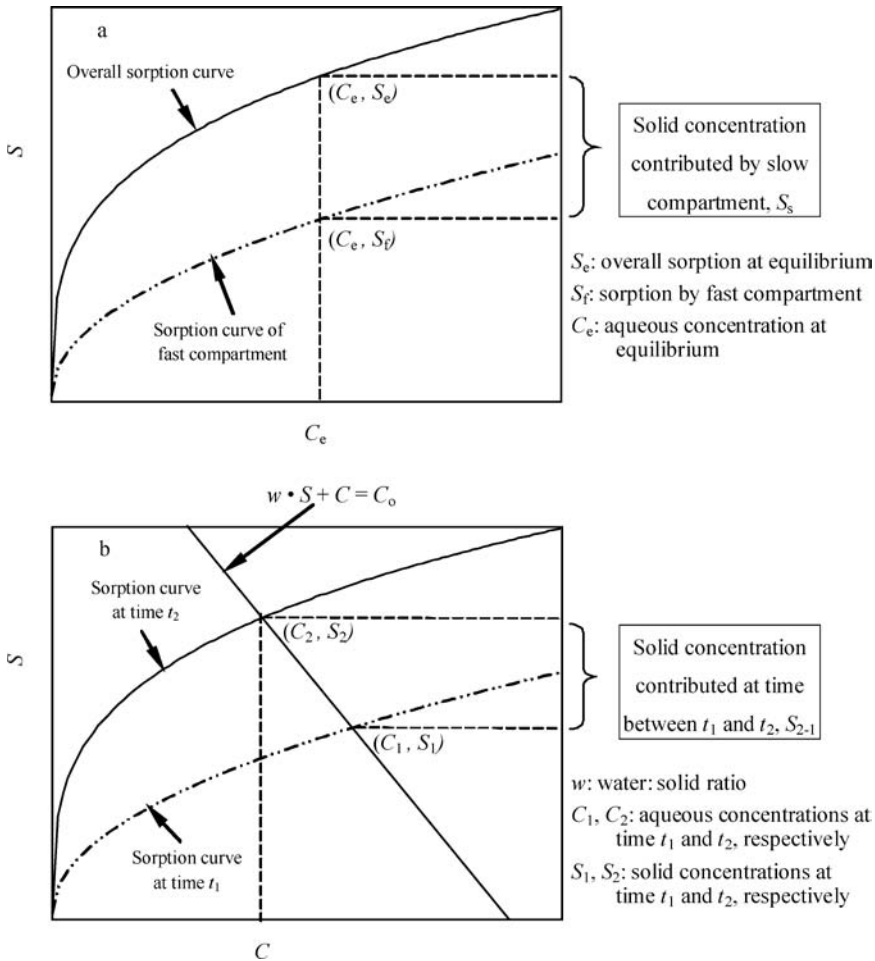 a
Overall sorption curve
(Ce, Se)
S
Solid concentration
contributed by slow
compartment, Ss
(Ce, Sf)
Sorption curve of
fast compartment
Se: overall sorption at equilibrium
Sf: sorption by fast compartment
Ce: aqueous concentration at
equilibrium
Ce
w • S + C = Co
b
Sorption curve
at time t2
(C2, S2)
S
Solid concentration
contributed at time
between t1 and t2, S2-1
(C1, S1)
Sorption curve
at time t1
w: water: solid ratio
C1, C2: aqueous concentrations at
time t1 and t2, respectively
S1, S2: solid concentrations at
time t1 and t2, respectively
C